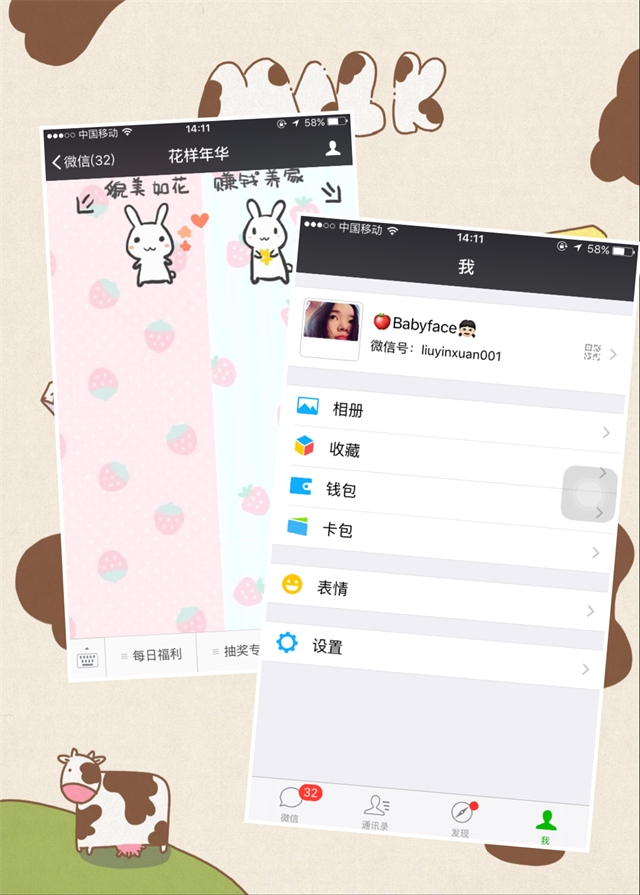 MILK
中国移动 14:11 58%
微信(32) 花样年华
貌美如花 赚钱养家
每日福利 抽奖专
中国移动 14:11 58%
我
Babyface
微信号：liuyinxuan001
相册
收藏
钱包
卡包
表情
设置
32
微信 通讯录 发现 我